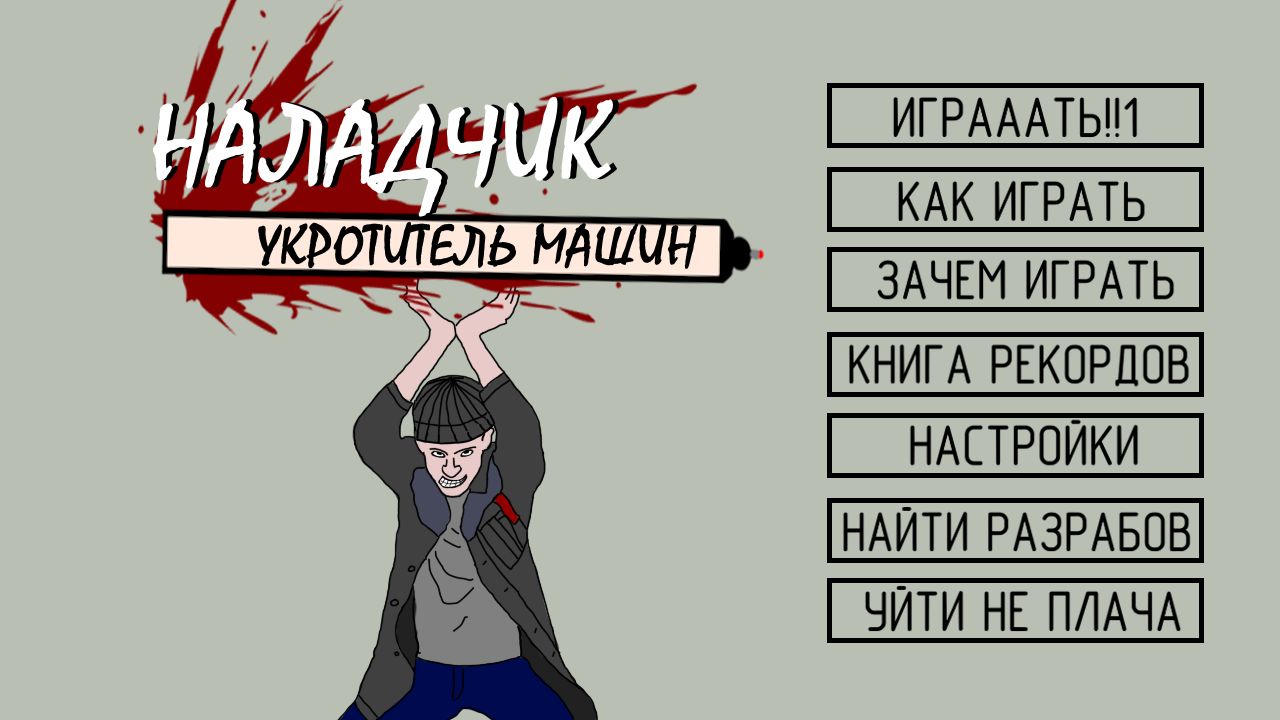 НАЛАДЧИК
УКРОТИТЕЛЬ МАШИН
ИГРАААТЬ!!1
КАК ИГРАТЬ
ЗАЧЕМ ИГРАТЬ
КНИГА РЕКОРДОВ
НАСТРОЙКИ
НАЙТИ РАЗРАБОВ
УЙТИ НЕ ПЛАЧА